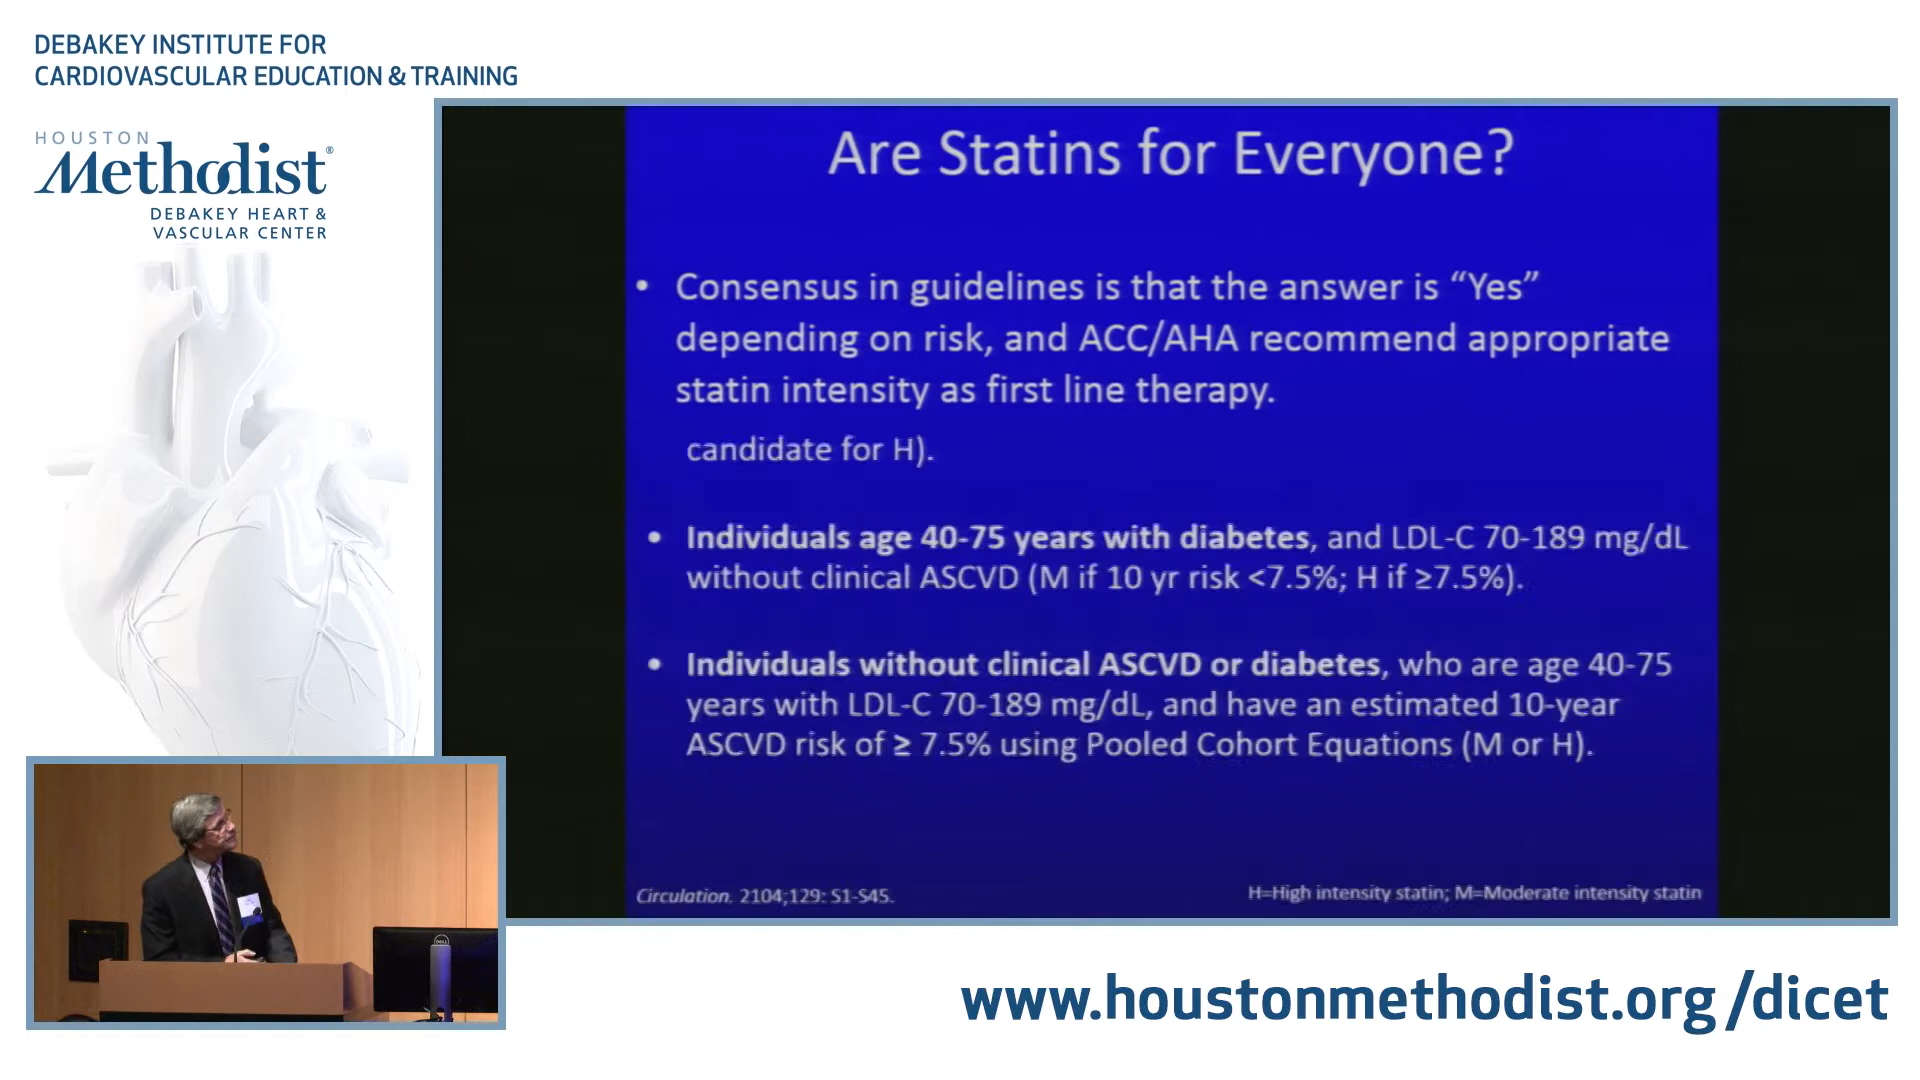 DEBAKEY INSTITUTE FOR
CARDIOVASCULAR EDUCATION & TRAINING
HOUSTON
Methodist®
DEBAKEY HEART &
VASCULAR CENTER
Are Statins for Everyone?
• Consensus in guidelines is that the answer is “Yes”
depending on risk, and ACC/AHA recommend appropriate
statin intensity as first line therapy.
candidate for H).
• Individuals age 40-75 years with diabetes, and LDL-C 70-189 mg/dL
without clinical ASCVD (M if 10 yr risk <7.5%; H if ≥7.5%).
• Individuals without clinical ASCVD or diabetes, who are age 40-75
years with LDL-C 70-189 mg/dL, and have an estimated 10-year
ASCVD risk of ≥ 7.5% using Pooled Cohort Equations (M or H).
Circulation. 2104;129: S1-S45.
H=High intensity statin; M=Moderate intensity statin
DELL
www.houstonmethodist.org/dicet